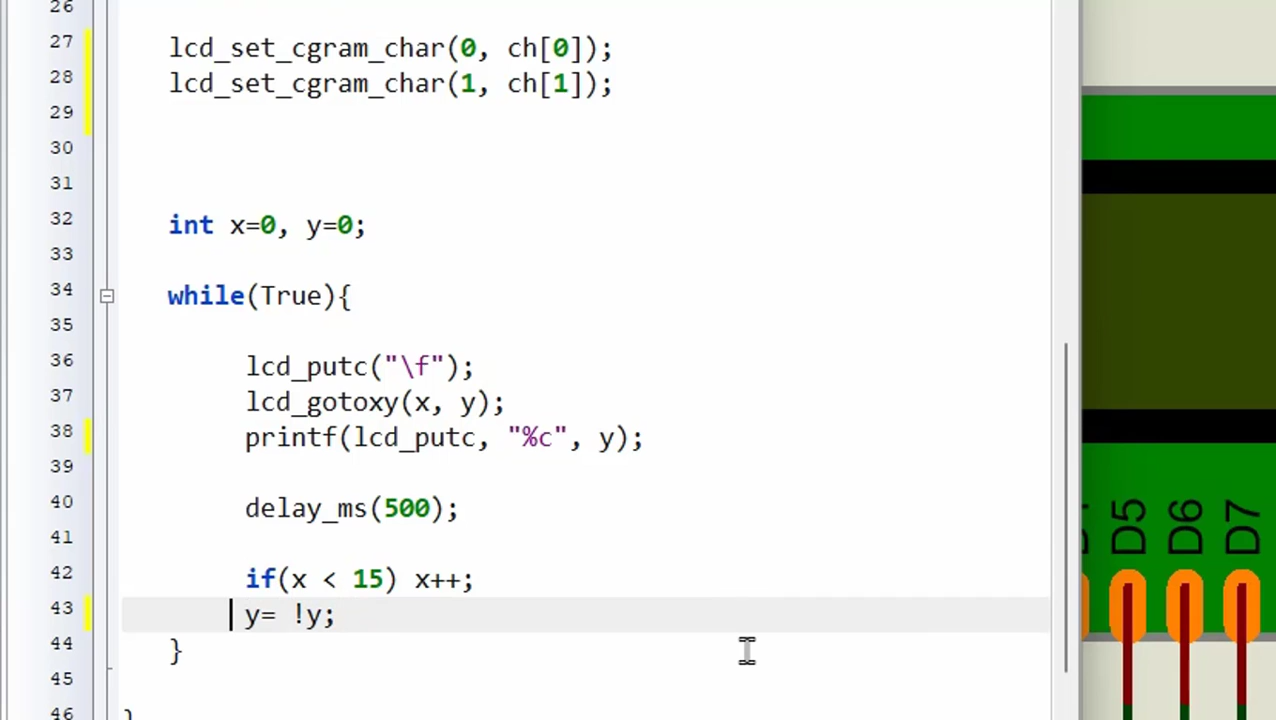 26
27 lcd_set_cgram_char(0, ch[0]);
28 lcd_set_cgram_char(1, ch[1]);
29
30
31
32 int x=0, y=0;
33
34 while(True){
35
36 lcd_putc("\f");
37 lcd_gotoxy(x, y);
38 printf(lcd_putc, "%c", y);
39
40 delay_ms(500);
41
42 if(x < 15) x++;
43 y= !y;
44 }
45
46 }
D5
D6
D7